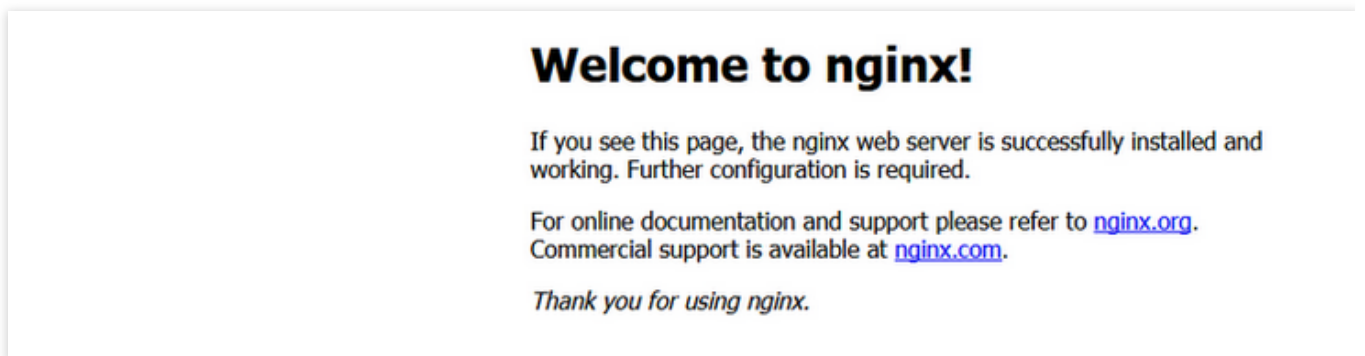 Welcome to nginx!
If you see this page, the nginx web server is successfully installed and
working. Further configuration is required.
For online documentation and support please refer to nginx.org.
Commercial support is available at nginx.com.
Thank you for using nginx.